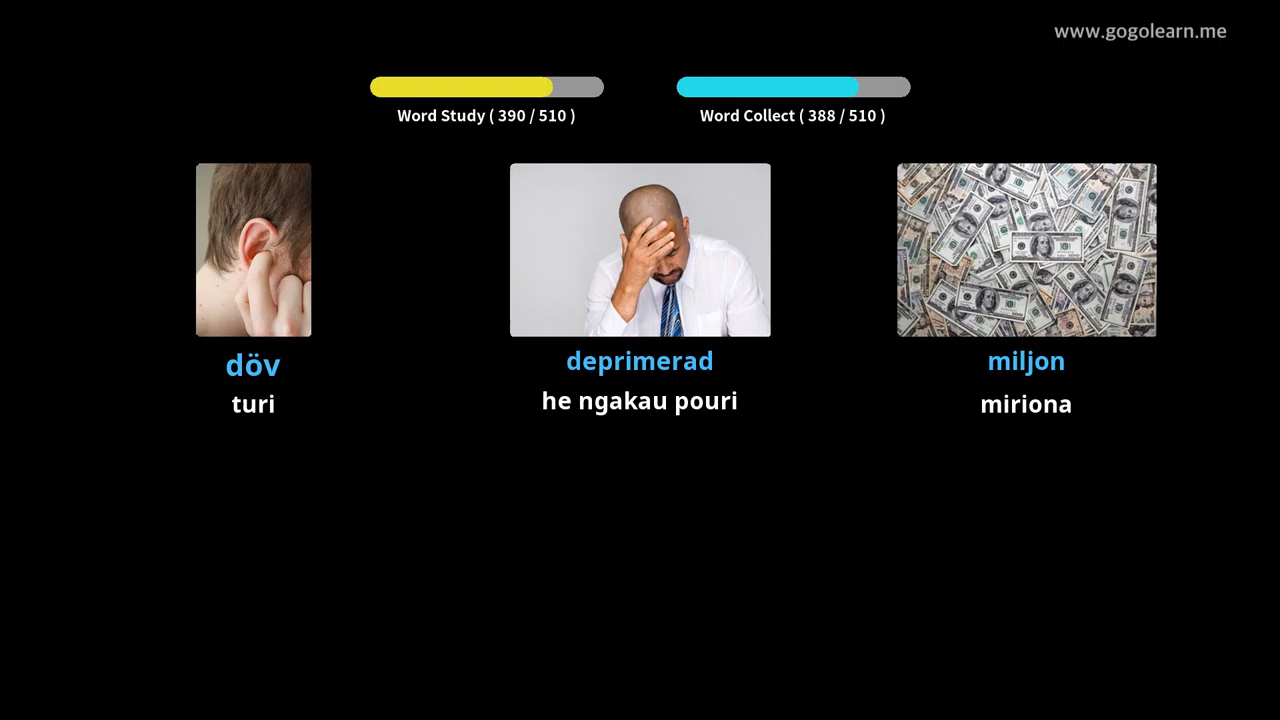 www.gogolearn.me
Word Study ( 390 / 510 )
Word Collect ( 388 / 510 )
döv
turi
deprimerad
he ngakau pouri
miljon
miriona